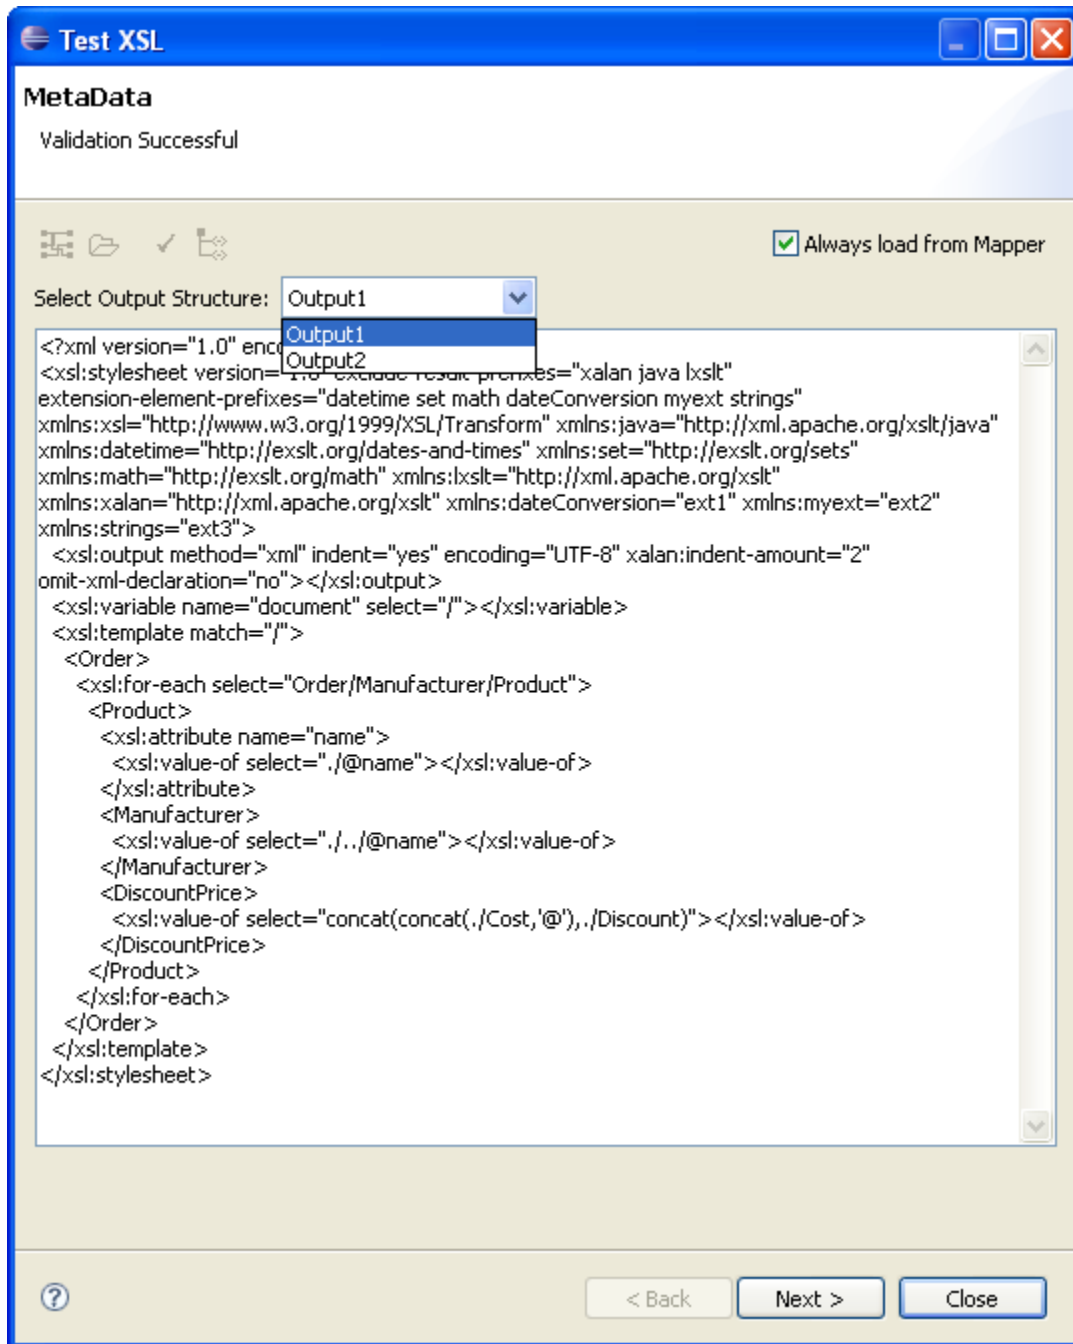 Test XSL
MetaData
Validation Successful
Always load from Mapper
Select Output Structure: Output1
Output1
Output2
<?xml version="1.0"
<xsl:stylesheet version="1.0" exclude-result-prefixes="xalan java lxslt"
extension-element-prefixes="datetime set math dateConversion myext strings"
xmlns:xsl="http://www.w3.org/1999/XSL/Transform" xmlns:java="http://xml.apache.org/xslt/java"
xmlns:datetime="http://exslt.org/dates-and-times" xmlns:set="http://exslt.org/sets"
xmlns:math="http://exslt.org/math" xmlns:lxslt="http://xml.apache.org/xslt"
xmlns:xalan="http://xml.apache.org/xslt" xmlns:dateConversion="ext1" xmlns:myext="ext2"
xmlns:strings="ext3">
<xsl:output method="xml" indent="yes" encoding="UTF-8" xalan:indent-amount="2"
omit-xml-declaration="no"></xsl:output>
<xsl:variable name="document" select="/"></xsl:variable>
<xsl:template match="/">
<Order>
<xsl:for-each select="Order/Manufacturer/Product">
<Product>
<xsl:attribute name="name">
<xsl:value-of select="./@name"></xsl:value-of>
</xsl:attribute>
<Manufacturer>
<xsl:value-of select="./../@name"></xsl:value-of>
</Manufacturer>
<DiscountPrice>
<xsl:value-of select="concat(concat(./Cost,'@'),./Discount)"></xsl:value-of>
</DiscountPrice>
</Product>
</xsl:for-each>
</Order>
</xsl:template>
</xsl:stylesheet>
< Back
Next >
Close